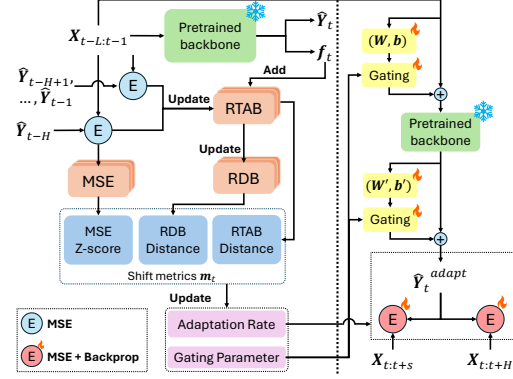 X_{t-L:t-1}
Pretrained
backbone
Ŷ_t
f_t
Add
Ŷ_{t-H+1},
..., Ŷ_{t-1}
E
Update
RTAB
Ŷ_{t-H}
E
Update
MSE
RDB
MSE
Z-score
RDB
Distance
RTAB
Distance
Shift metrics m_t
Update
Adaptation Rate
Gating Parameter
E MSE
E MSE + Backprop
(W, b)
Gating
+
Pretrained
backbone
(W', b')
Gating
+
Ŷ_t^{adapt}
E
E
X_{t:t+s}
X_{t:t+H}